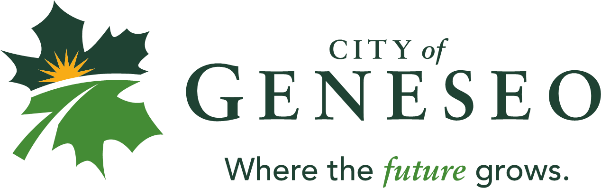 CITY of
GENESEO
Where the future grows.